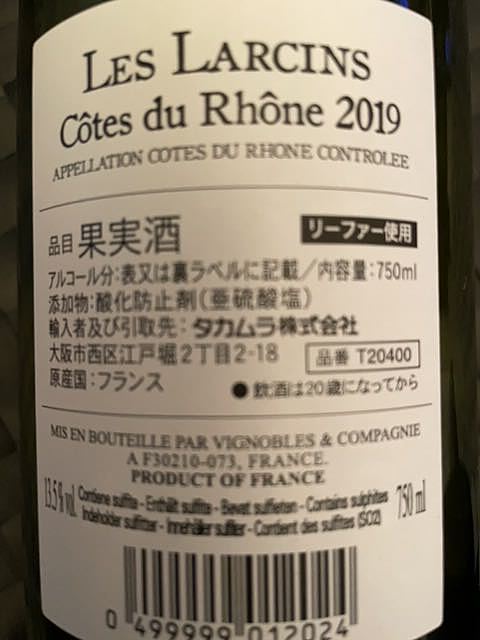 LES LARCINS
Côtes du Rhône 2019
APPELLATION COTES DU RHONE CONTROLEE
品目 果実酒 リーファー使用
アルコール分:表又は裏ラベルに記載/内容量:750ml
添加物:酸化防止剤(亜硫酸塩)
輸入者及び引取先:タカムラ株式会社
大阪市西区江戸堀2丁目2-18 品番 T20400
原産国:フランス ●飲酒は20歳になってから
MIS EN BOUTEILLE PAR VIGNOBLES & COMPAGNIE
A F30210-073, FRANCE.
PRODUCT OF FRANCE
13.5% vol. Contiene sulfita - Enthält sulfite - Bevat sulfieten - Contains sulphites 750 ml
Indeholder sulfitter - Innehåller sulfiter - Contient des sulfites (SO2)
0 499999 012024